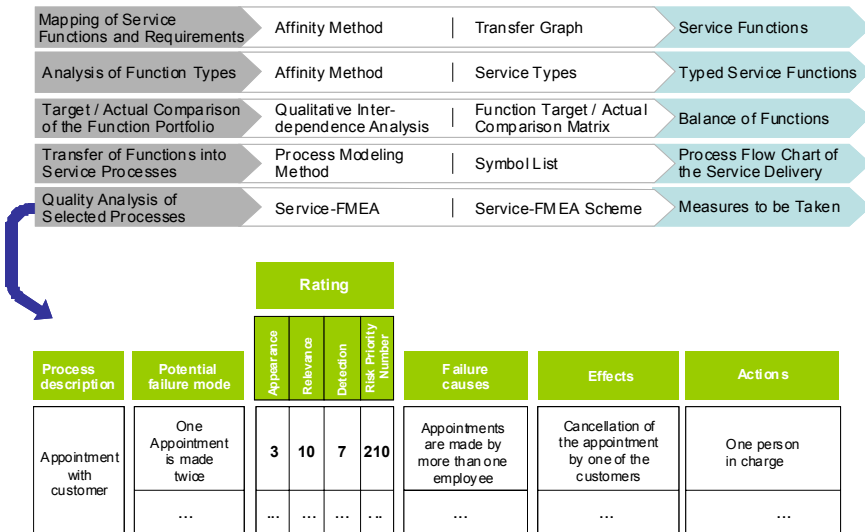 Mapping of Service
Functions and Requirements
Affinity Method
Transfer Graph
Service Functions
Analysis of Function Types
Affinity Method
Service Types
Typed Service Functions
Target / Actual Comparison
of the Function Portfolio
Qualitative Inter-
dependence Analysis
Function Target / Actual
Comparison Matrix
Balance of Functions
Transfer of Functions into
Service Processes
Process Modeling
Method
Symbol List
Process Flow Chart of
the Service Delivery
Quality Analysis of
Selected Processes
Service-FMEA
Service-FMEA Scheme
Measures to be Taken
Rating
Process
description
Potential
failure mode
Appearance
Relevance
Detection
Risk Priority
Number
Failure
causes
Effects
Actions
Appointment
with
customer
One
Appointment
is made
twice
3
10
7
210
Appointments
are made by
more than one
employee
Cancellation of
the appointment
by one of the
customers
One person
in charge
...
...
...
...
...
...
...
...